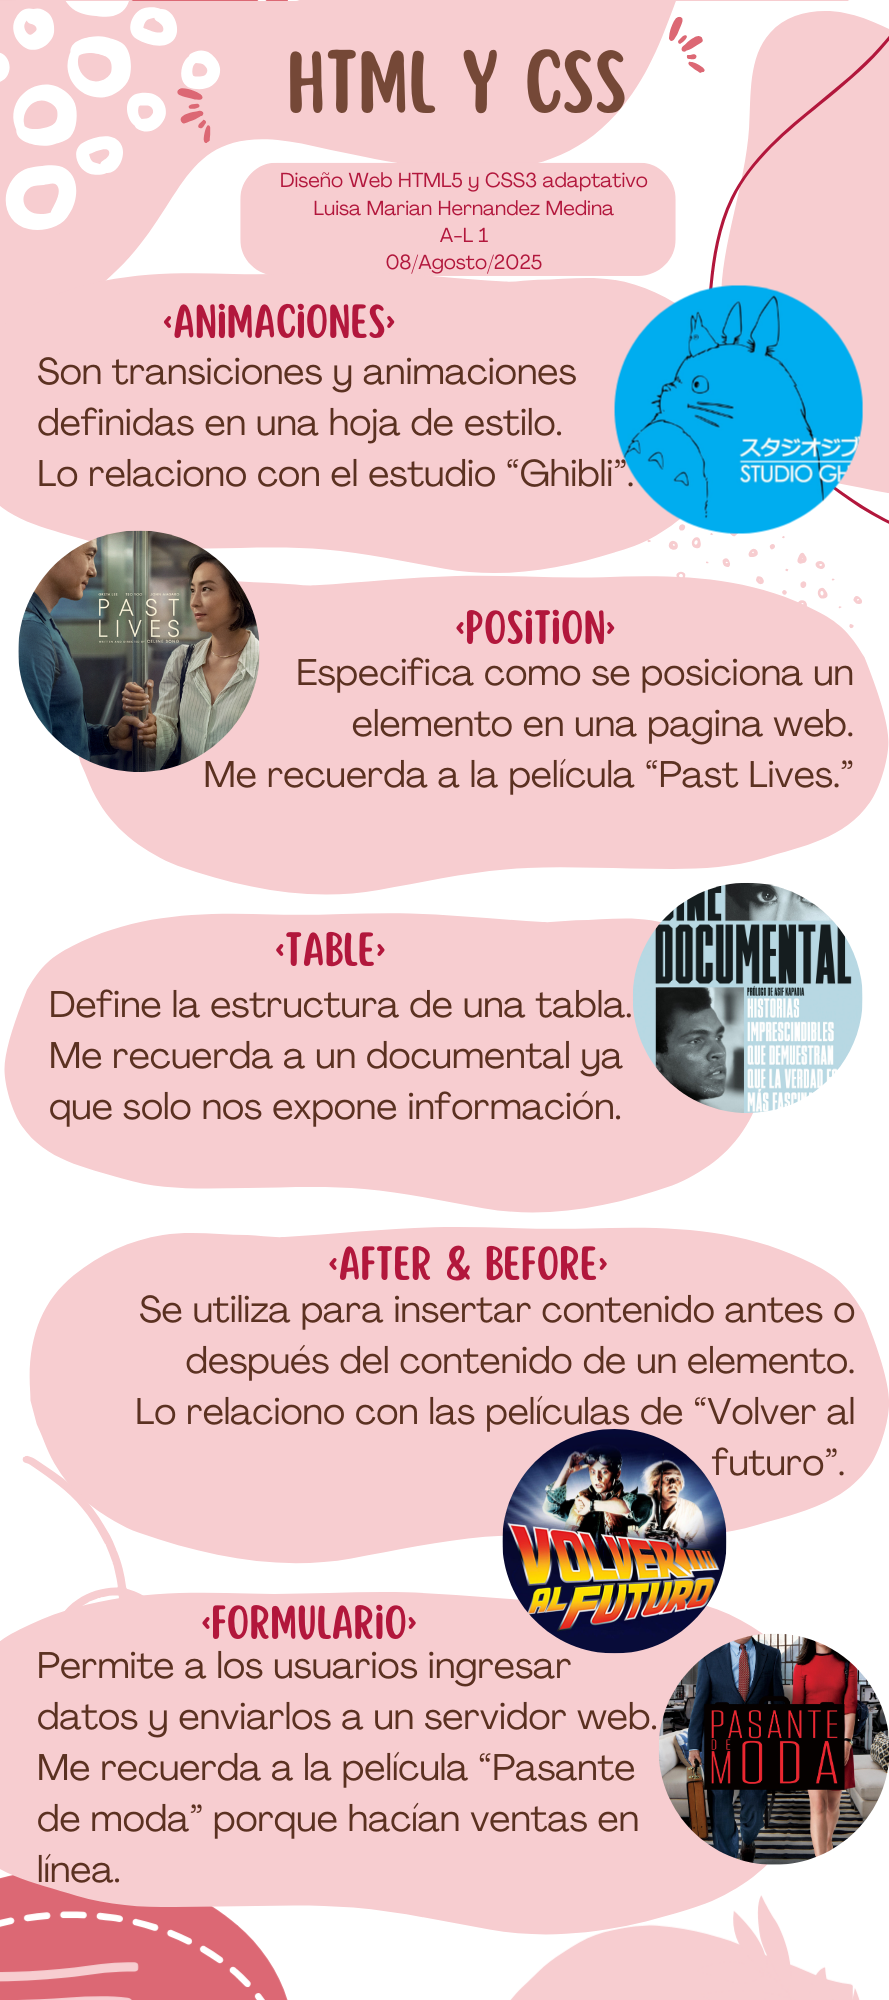 HTML Y CSS
Diseño Web HTML5 y CSS3 adaptativo
Luisa Marian Hernandez Medina
A-L 1
08/Agosto/2025
<ANIMACIONES>
Son transiciones y animaciones
definidas en una hoja de estilo.
Lo relaciono con el estudio “Ghibli”.
スタジオジブ
STUDIO GH
PAST
LIVES
<POSITION>
Especifica como se posiciona un
elemento en una pagina web.
Me recuerda a la película “Past Lives.”
<TABLE>
Define la estructura de una tabla.
Me recuerda a un documental ya
que solo nos expone información.
CINE
DOCUMENTAL
PRÓLOGO DE ASIF KAPADIA
HISTORIAS
IMPRESCINDIBLES
QUE DEMUESTRAN
QUE LA VERDAD ES
MÁS
<AFTER & BEFORE>
Se utiliza para insertar contenido antes o
después del contenido de un elemento.
Lo relaciono con las películas de “Volver al
futuro”.
VOLVER
AL FUTURO
<FORMULARIO>
Permite a los usuarios ingresar
datos y enviarlos a un servidor web.
Me recuerda a la película “Pasante
de moda” porque hacían ventas en
línea.
PASANTE
DE
MODA